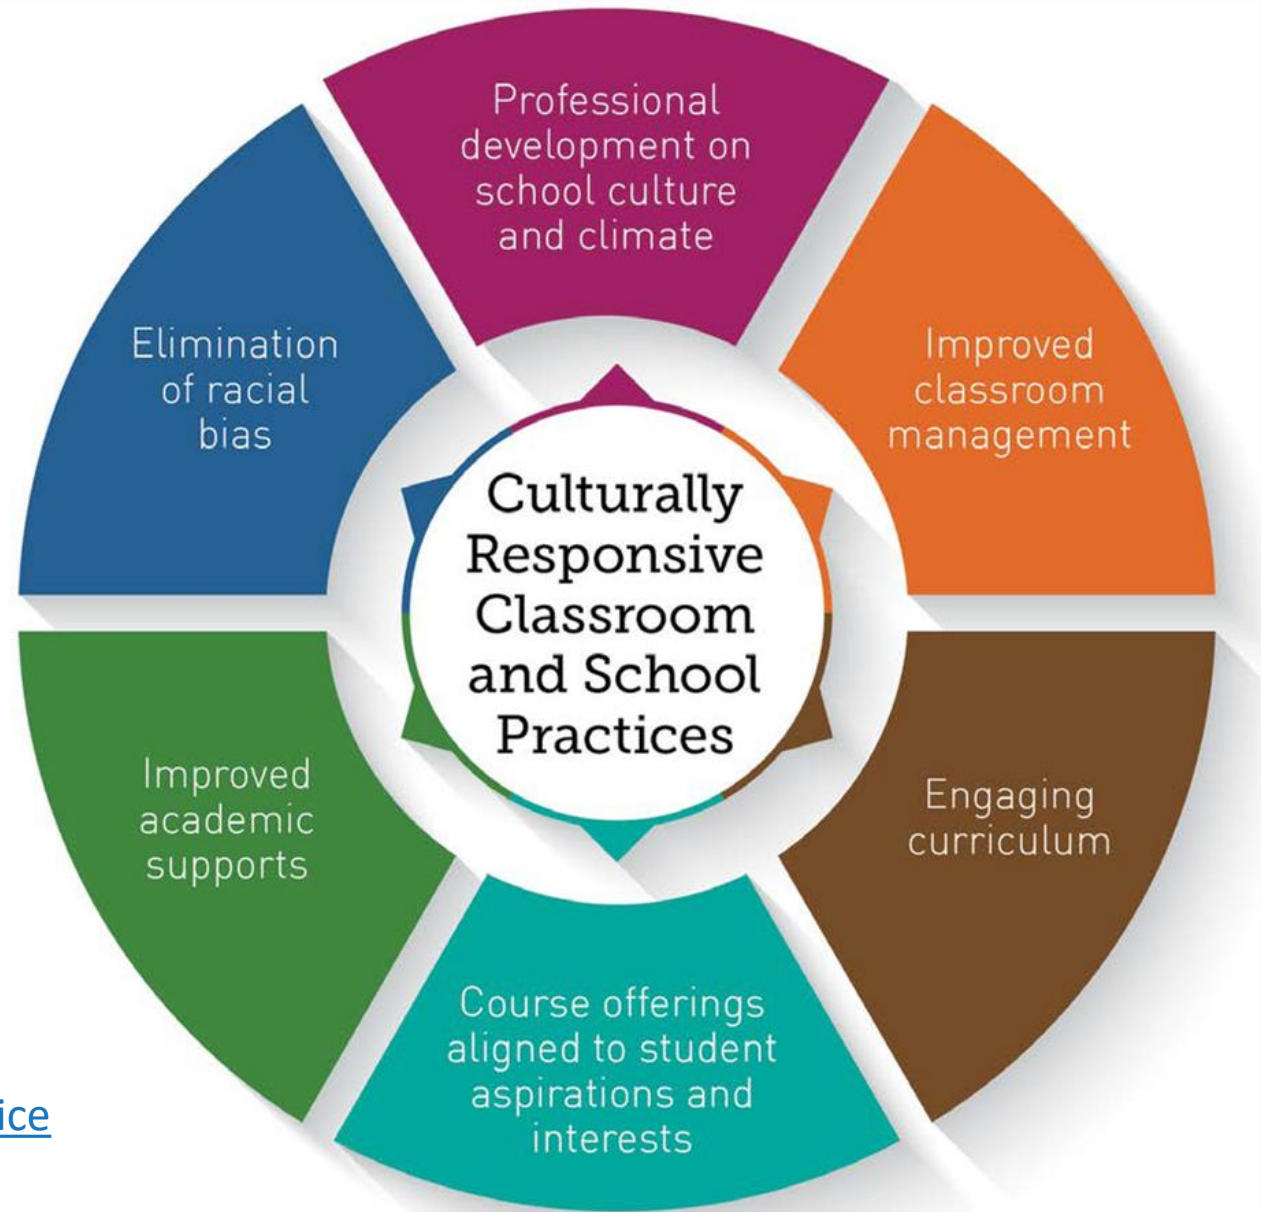 Professional
development on
school culture
and climate
Improved
classroom
management
Engaging
curriculum
Course offerings
aligned to student
aspirations and
interests
Improved
academic
supports
Elimination
of racial
bias
Culturally
Responsive
Classroom
and School
Practices
ice